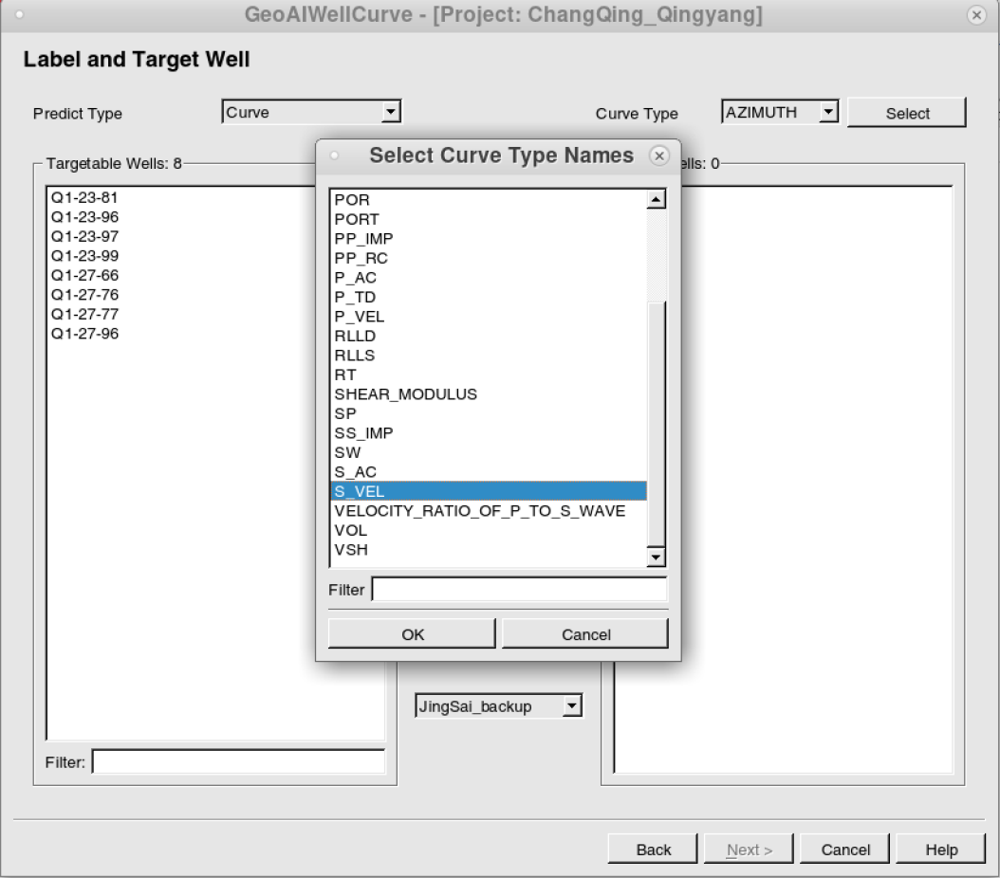 GeoAIWellCurve - [Project: ChangQing_Qingyang]
Label and Target Well
Predict Type Curve Curve Type AZIMUTH Select
Targetable Wells: 8
ells: 0
Q1-23-81
Q1-23-96
Q1-23-97
Q1-23-99
Q1-27-66
Q1-27-76
Q1-27-77
Q1-27-96
Filter:
Select Curve Type Names
POR
PORT
PP_IMP
PP_RC
P_AC
P_TD
P_VEL
RLLD
RLLS
RT
SHEAR_MODULUS
SP
SS_IMP
SW
S_AC
S_VEL
VELOCITY_RATIO_OF_P_TO_S_WAVE
VOL
VSH
Filter
OK Cancel
JingSai_backup
Back Next > Cancel Help